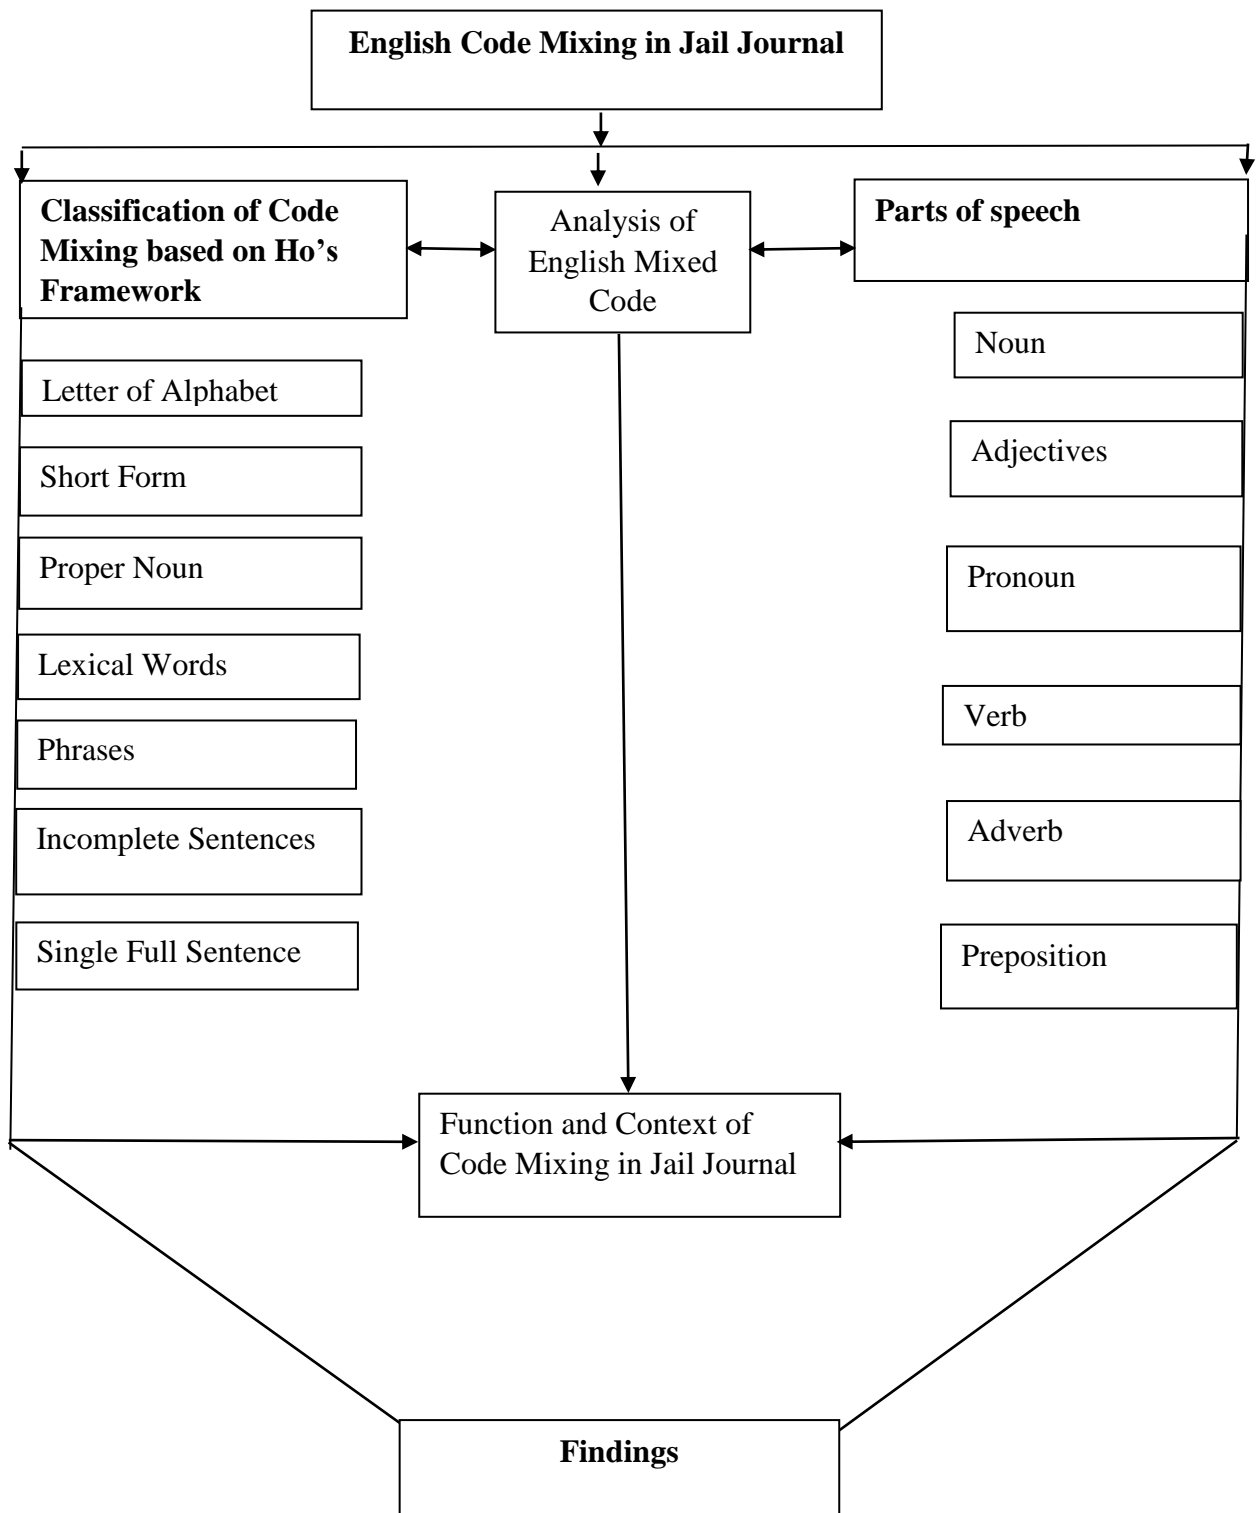 English Code Mixing in Jail Journal
Classification of Code
Mixing based on Ho’s
Framework
Analysis of
English Mixed
Code
Parts of speech
Letter of Alphabet
Short Form
Proper Noun
Lexical Words
Phrases
Incomplete Sentences
Single Full Sentence
Noun
Adjectives
Pronoun
Verb
Adverb
Preposition
Function and Context of
Code Mixing in Jail Journal
Findings